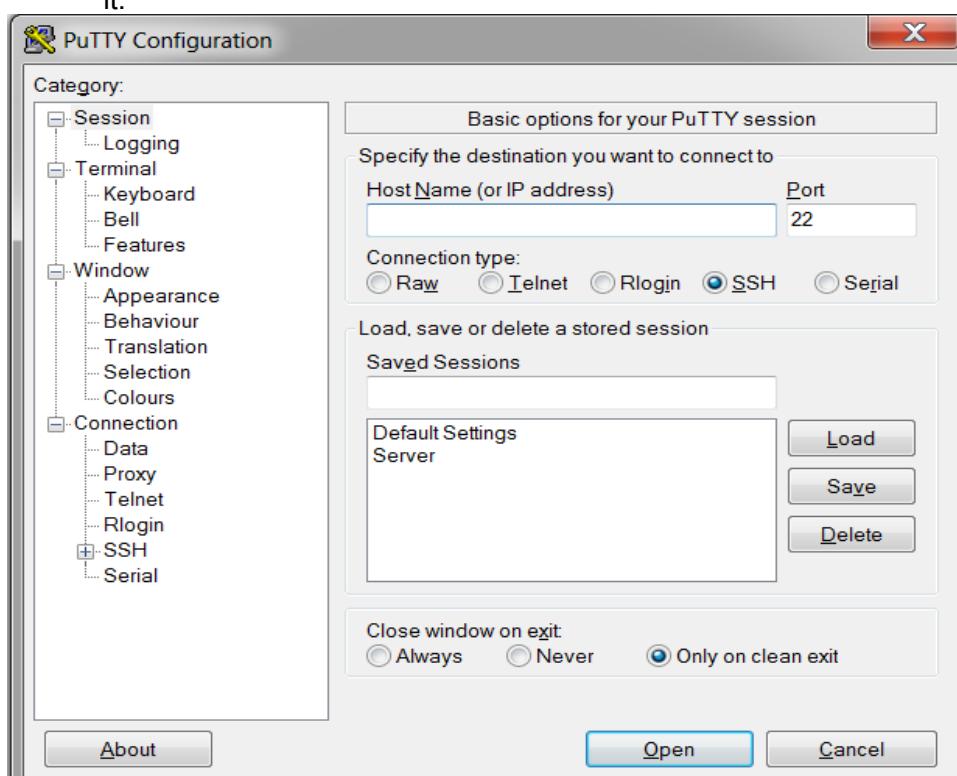 it.
PuTTY Configuration
Category:
Session
Logging
Terminal
Keyboard
Bell
Features
Window
Appearance
Behaviour
Translation
Selection
Colours
Connection
Data
Proxy
Telnet
Rlogin
SSH
Serial
Basic options for your PuTTY session
Specify the destination you want to connect to
Host Name (or IP address) Port
22
Connection type:
Raw Telnet Rlogin SSH Serial
Load, save or delete a stored session
Saved Sessions
Default Settings
Server
Load
Save
Delete
Close window on exit:
Always Never Only on clean exit
About Open Cancel